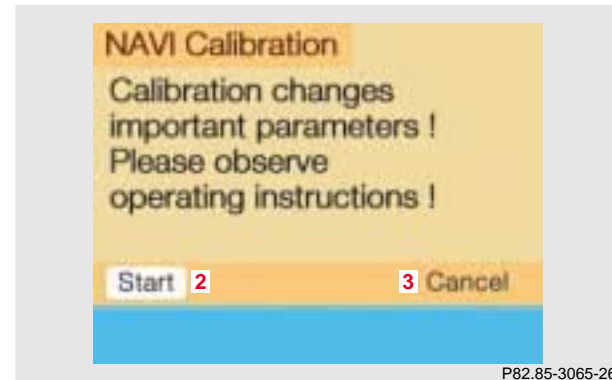 NAVI Calibration
Calibration changes
important parameters !
Please observe
operating instructions !
Start 2 3 Cancel
P82.85-3065-26